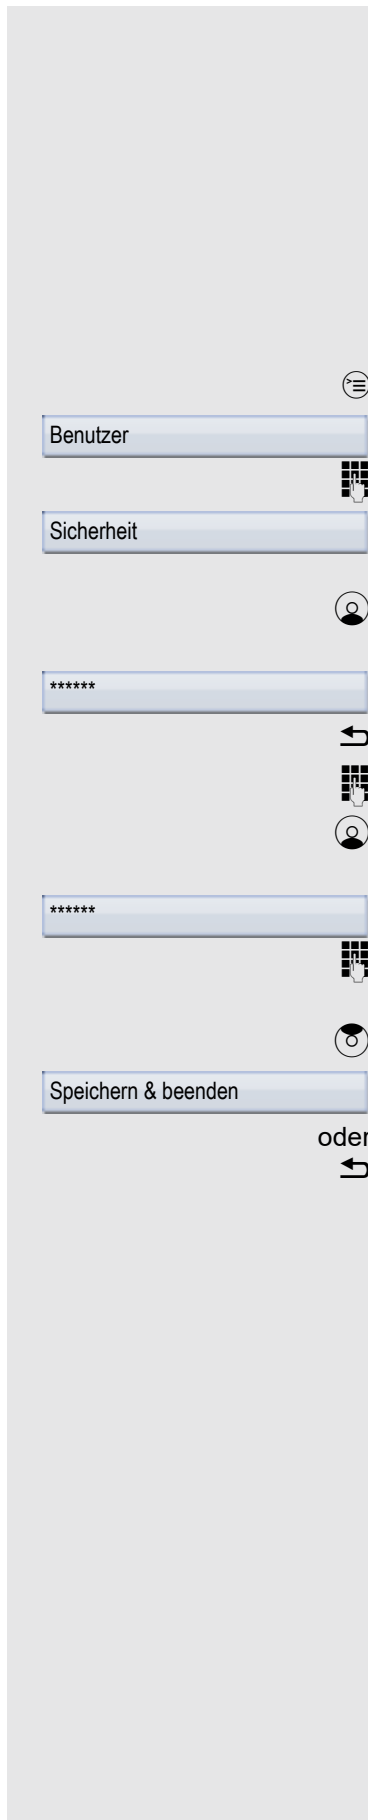 Benutzer
Sicherheit
******
******
Speichern & beenden
oder